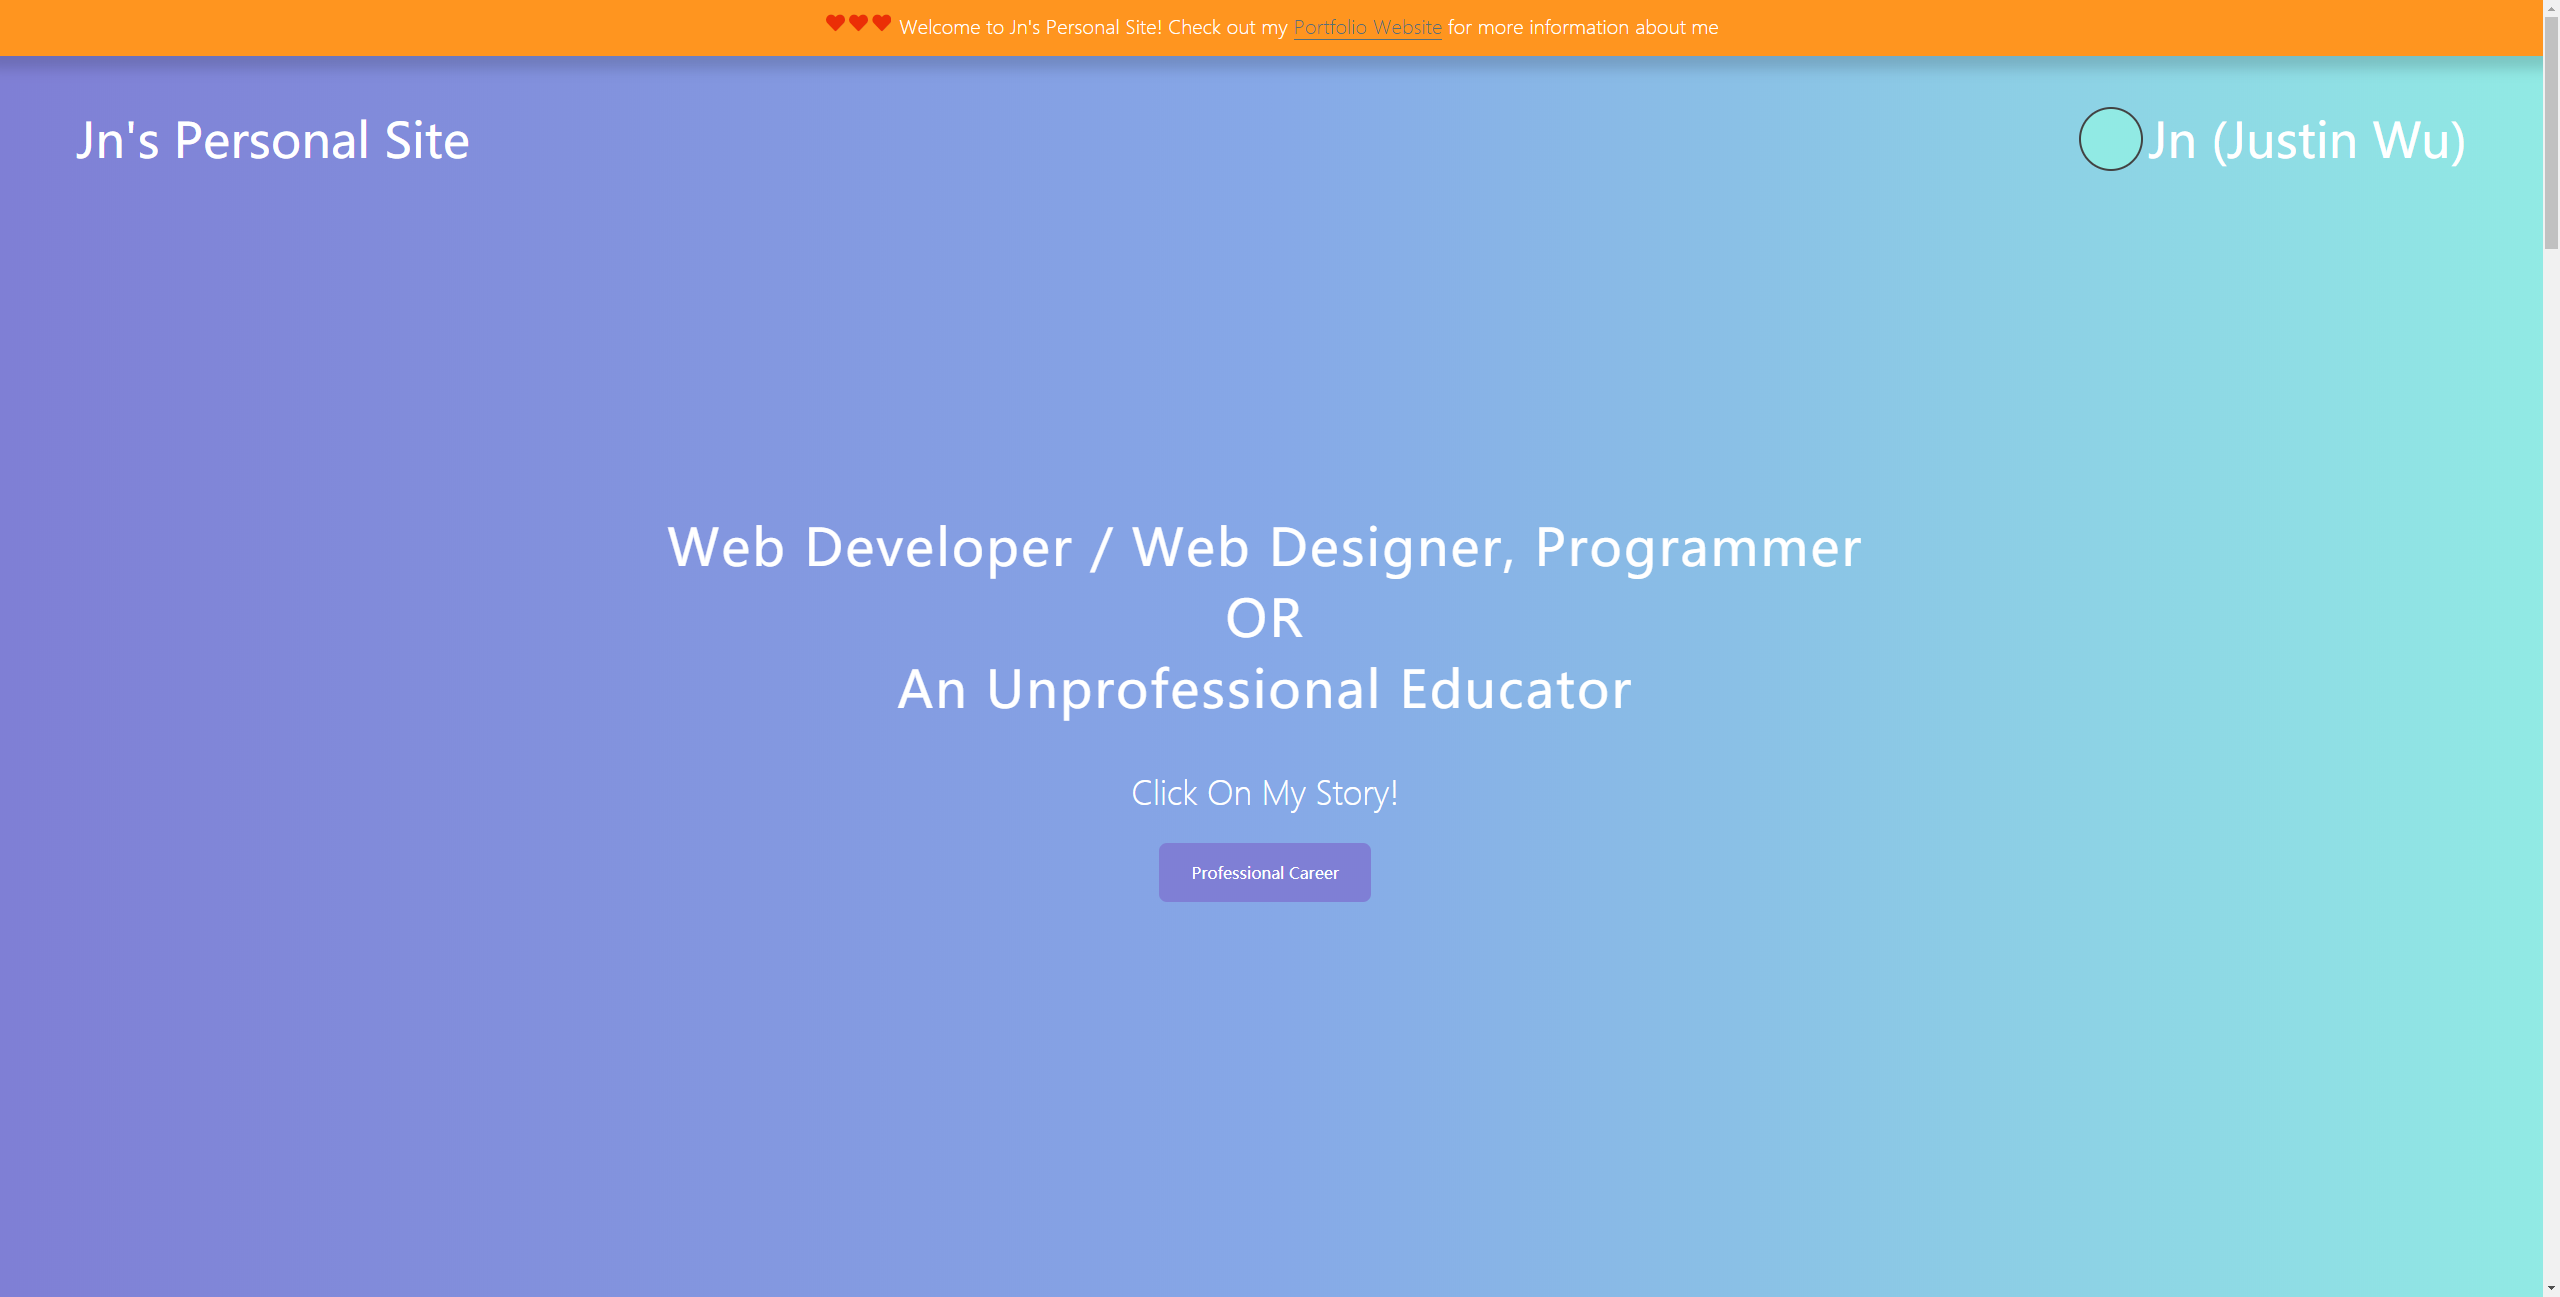 Welcome to Jn's Personal Site! Check out my Portfolio Website for more information about me
Jn's Personal Site
Jn (Justin Wu)
Web Developer / Web Designer, Programmer
OR
An Unprofessional Educator
Click On My Story!
Professional Career